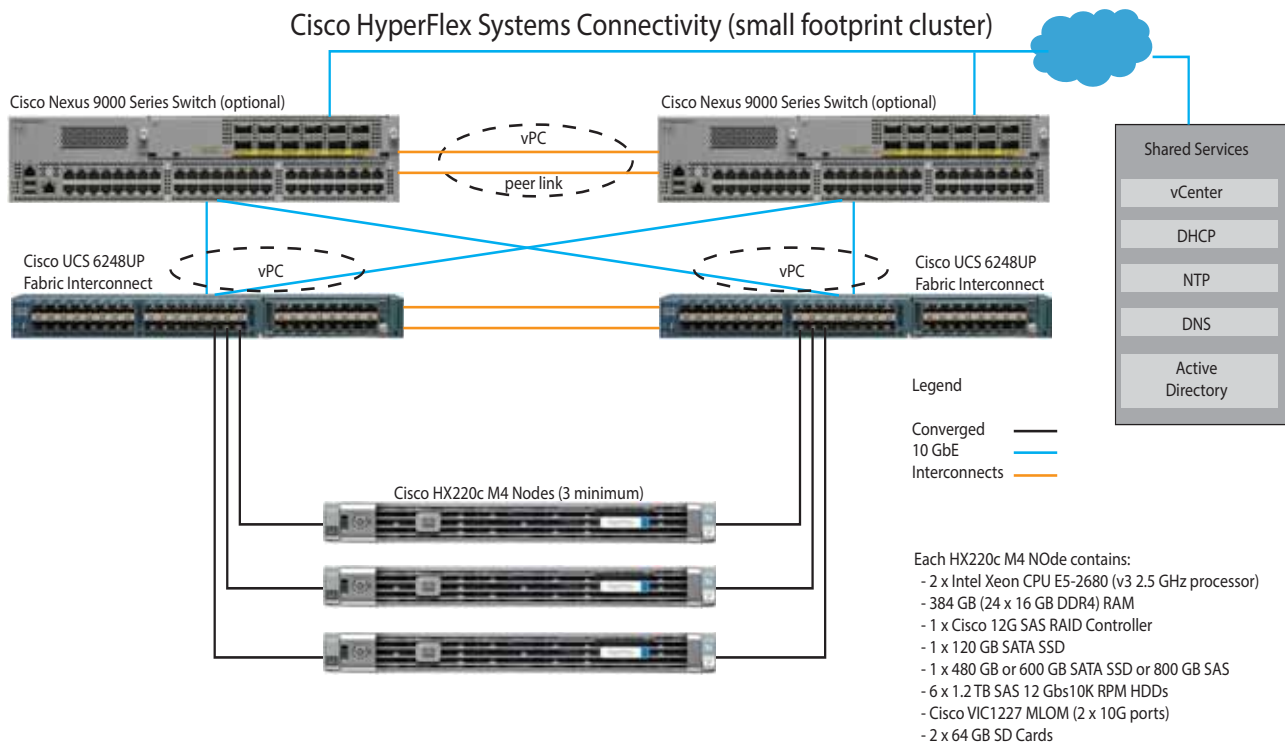 Cisco HyperFlex Systems Connectivity (small footprint cluster)
Cisco Nexus 9000 Series Switch (optional)
Cisco Nexus 9000 Series Switch (optional)
vPC
peer link
Shared Services
vCenter
DHCP
NTP
DNS
Active
Directory
Cisco UCS 6248UP
Fabric Interconnect
vPC
vPC
Cisco UCS 6248UP
Fabric Interconnect
Legend
Converged
10 GbE
Interconnects
Cisco HX220c M4 Nodes (3 minimum)
Each HX220c M4 NOde contains:
- 2 x Intel Xeon CPU E5-2680 (v3 2.5 GHz processor)
- 384 GB (24 x 16 GB DDR4) RAM
- 1 x Cisco 12G SAS RAID Controller
- 1 x 120 GB SATA SSD
- 1 x 480 GB or 600 GB SATA SSD or 800 GB SAS
- 6 x 1.2 TB SAS 12 Gbs10K RPM HDDs
- Cisco VIC1227 MLOM (2 x 10G ports)
- 2 x 64 GB SD Cards